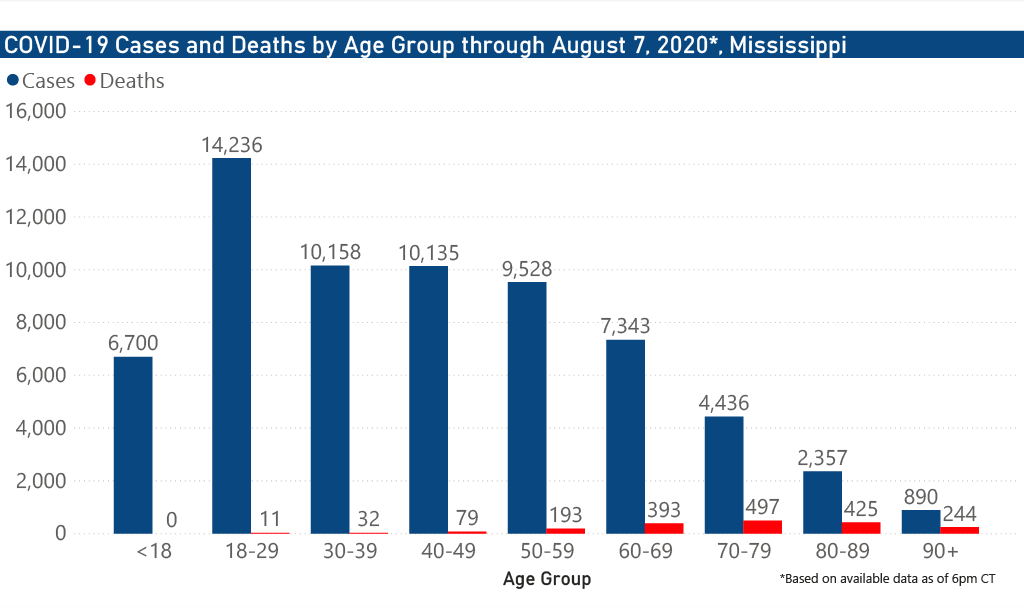 COVID-19 Cases and Deaths by Age Group through August 7, 2020*, Mississippi
Cases Deaths
16,000
14,236
14,000
12,000
10,158 10,135
10,000
9,528
8,000
7,343
6,700
6,000
4,436
4,000
2,357
2,000
890
0 11 32 79 193 393 497 425 244
0
<18 18-29 30-39 40-49 50-59 60-69 70-79 80-89 90+
Age Group
*Based on available data as of 6pm CT